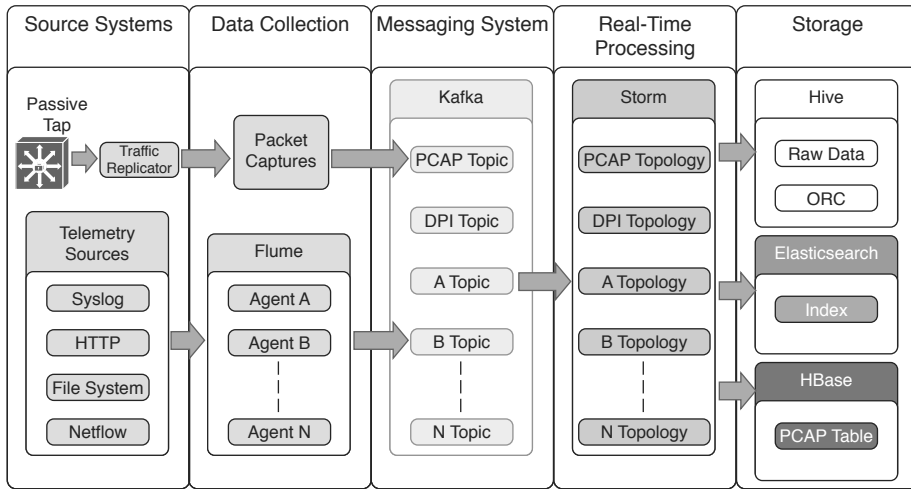 Source Systems
Data Collection
Messaging System
Real-Time
Processing
Storage
Passive
Tap
Traffic
Replicator
Telemetry
Sources
Syslog
HTTP
File System
Netflow
Packet
Captures
Flume
Agent A
Agent B
Agent N
Kafka
PCAP Topic
DPI Topic
A Topic
B Topic
N Topic
Storm
PCAP Topology
DPI Topology
A Topology
B Topology
N Topology
Hive
Raw Data
ORC
Elasticsearch
Index
HBase
PCAP Table